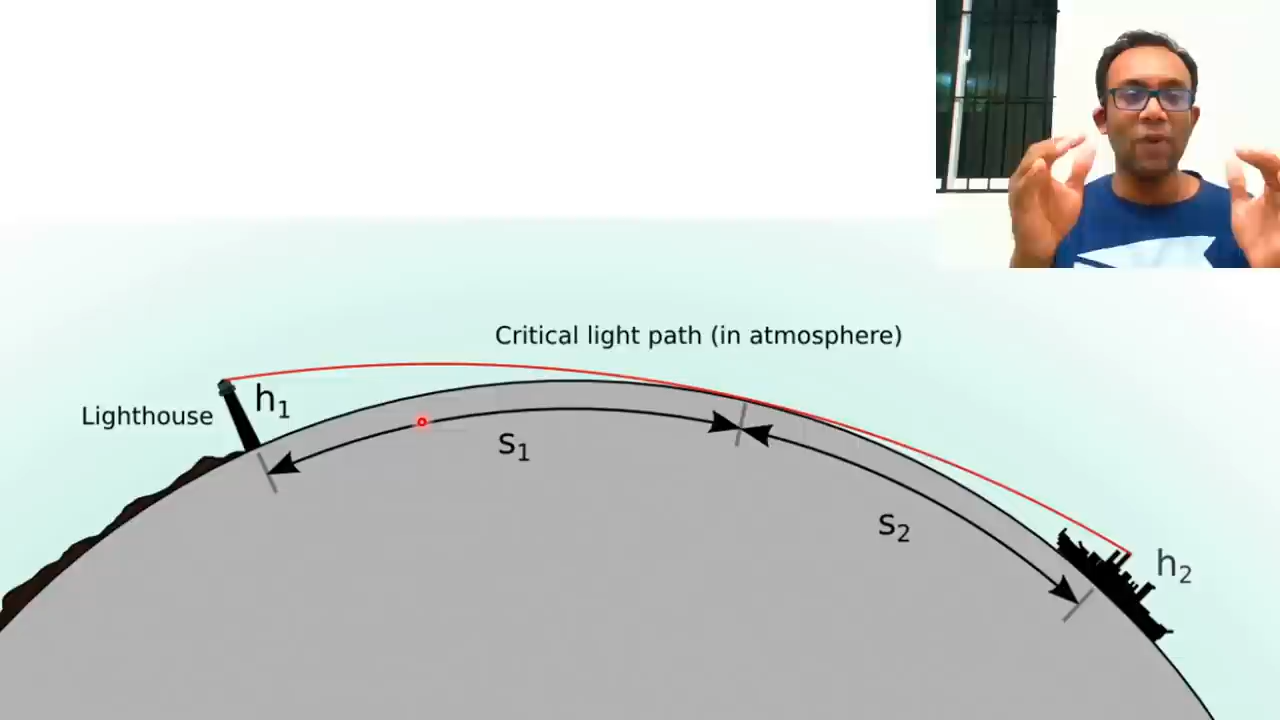 Critical light path (in atmosphere)
Lighthouse
h₁
s₁
s₂
h₂